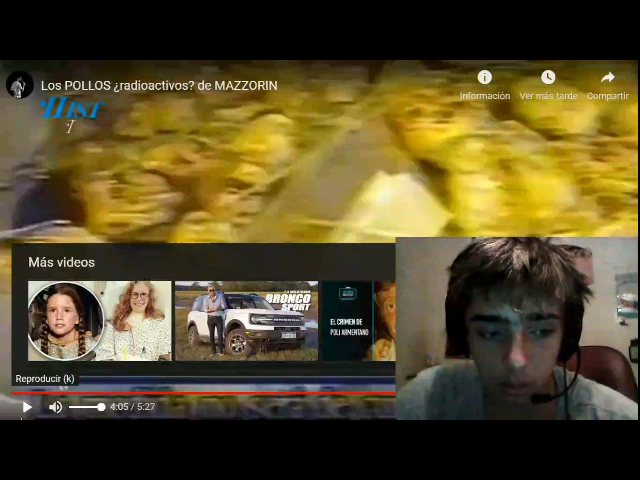 Los POLLOS ¿radioactivos? de MAZZORIN
HIST
Información
Ver más tarde
Compartir
Más videos
BRONCO
SPORT
EL CRIMEN DE
POLI ARMENTANO
Reproducir (k)
4:05 / 5:27